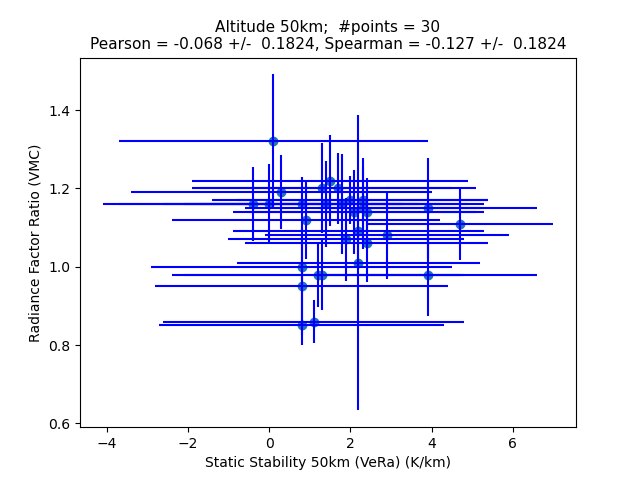 Altitude 50km;  #points = 30
Pearson = -0.068 +/-  0.1824, Spearman = -0.127 +/-  0.1824
Radiance Factor Ratio (VMC)
1.4
1.2
1.0
0.8
0.6
−4 −2 0 2 4 6
Static Stability 50km (VeRa) (K/km)